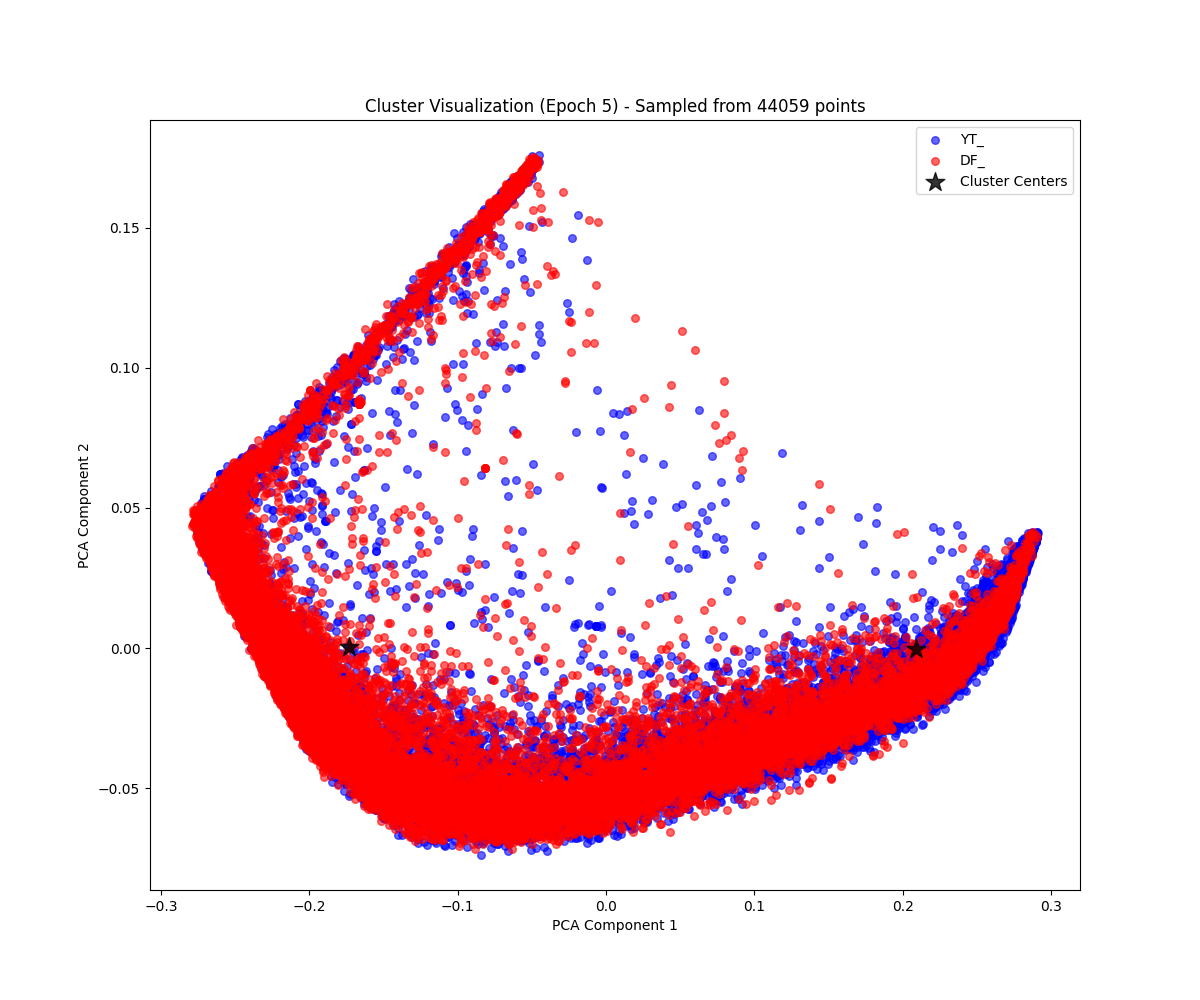 Cluster Visualization (Epoch 5) - Sampled from 44059 points
YT_
DF_
Cluster Centers
PCA Component 2
0.15
0.10
0.05
0.00
−0.05
−0.3
−0.2
−0.1
0.0
0.1
0.2
0.3
PCA Component 1